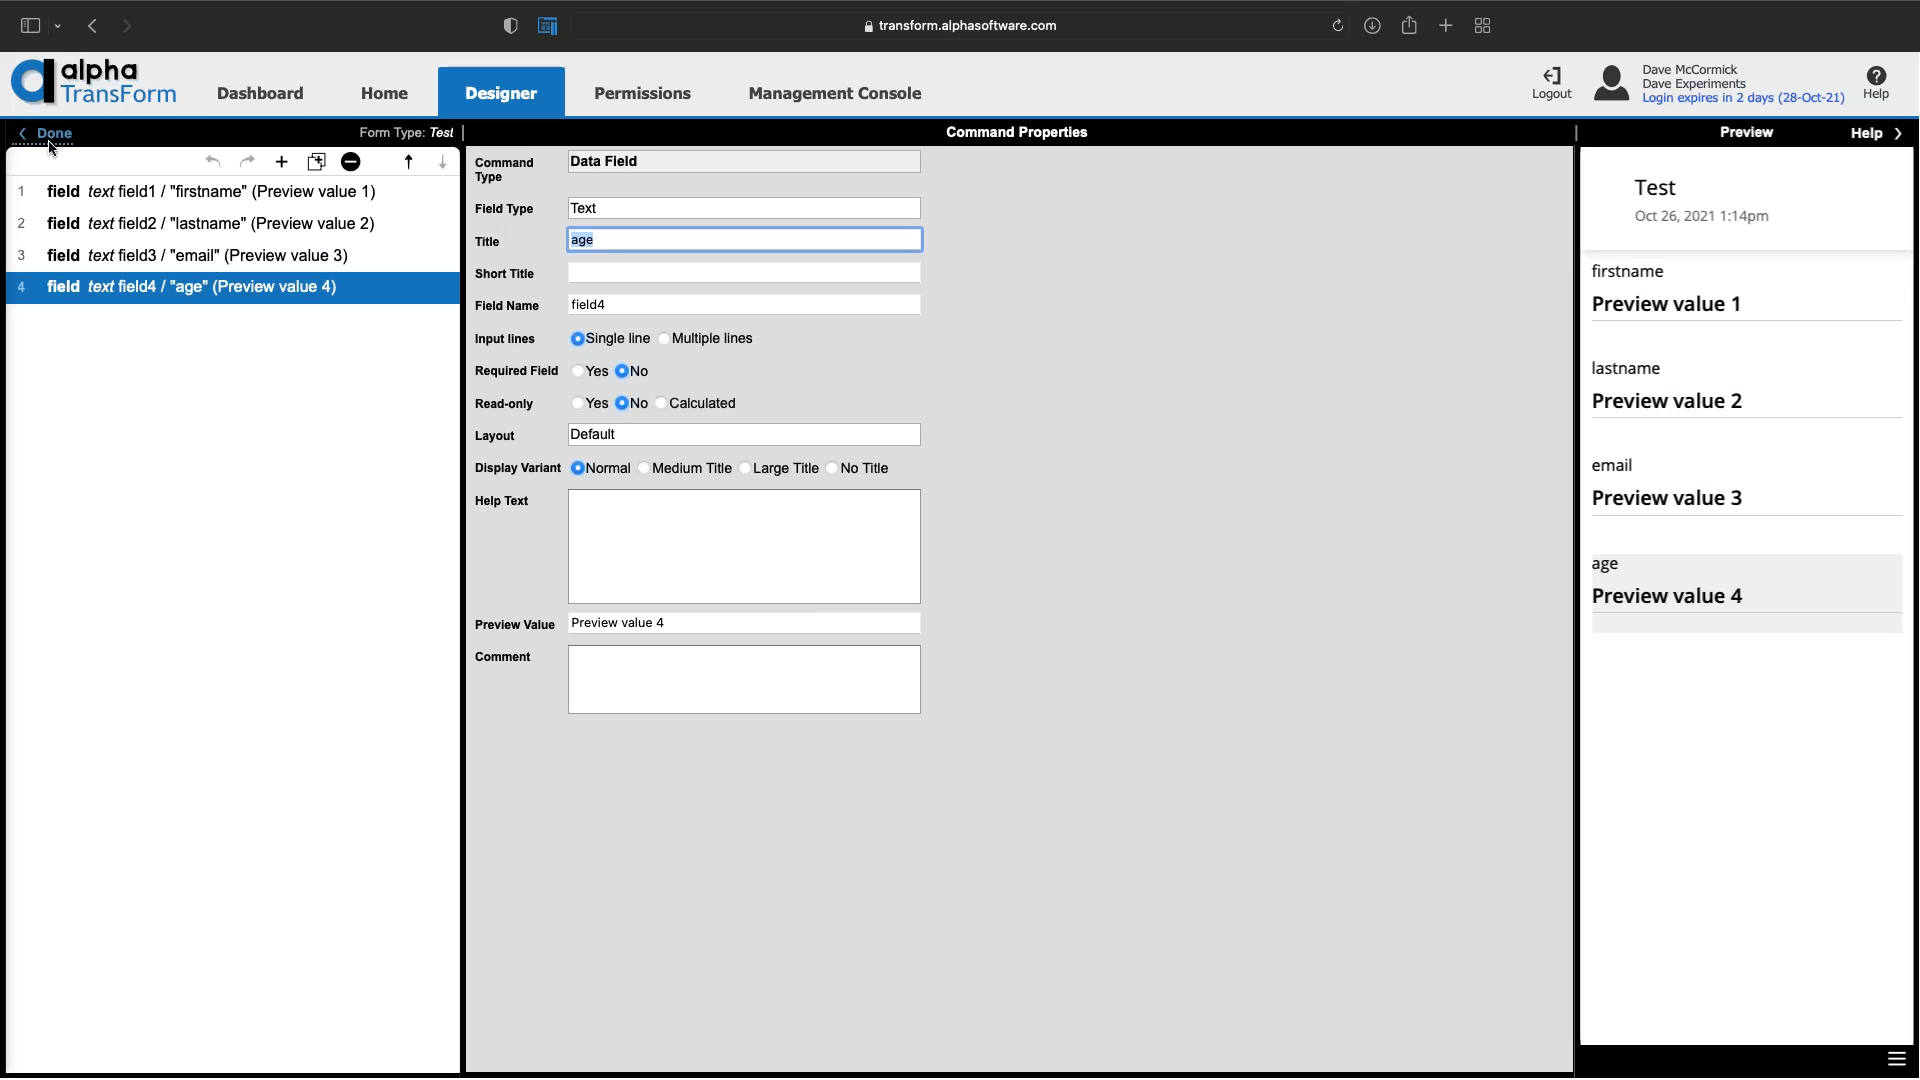 transform.alphasoftware.com
alpha TransForm
Dashboard
Home
Designer
Permissions
Management Console
Logout
Dave McCormick
Dave Experiments
Login expires in 2 days (28-Oct-21)
Help
Done
Form Type: Test
Command Properties
Preview
Help
1 field text field1 / "firstname" (Preview value 1)
2 field text field2 / "lastname" (Preview value 2)
3 field text field3 / "email" (Preview value 3)
4 field text field4 / "age" (Preview value 4)
Command Type
Data Field
Field Type
Text
Title
age
Short Title
Field Name
field4
Input lines
Single line
Multiple lines
Required Field
Yes
No
Read-only
Yes
No
Calculated
Layout
Default
Display Variant
Normal
Medium Title
Large Title
No Title
Help Text
Preview Value
Preview value 4
Comment
Test
Oct 26, 2021 1:14pm
firstname
Preview value 1
lastname
Preview value 2
email
Preview value 3
age
Preview value 4